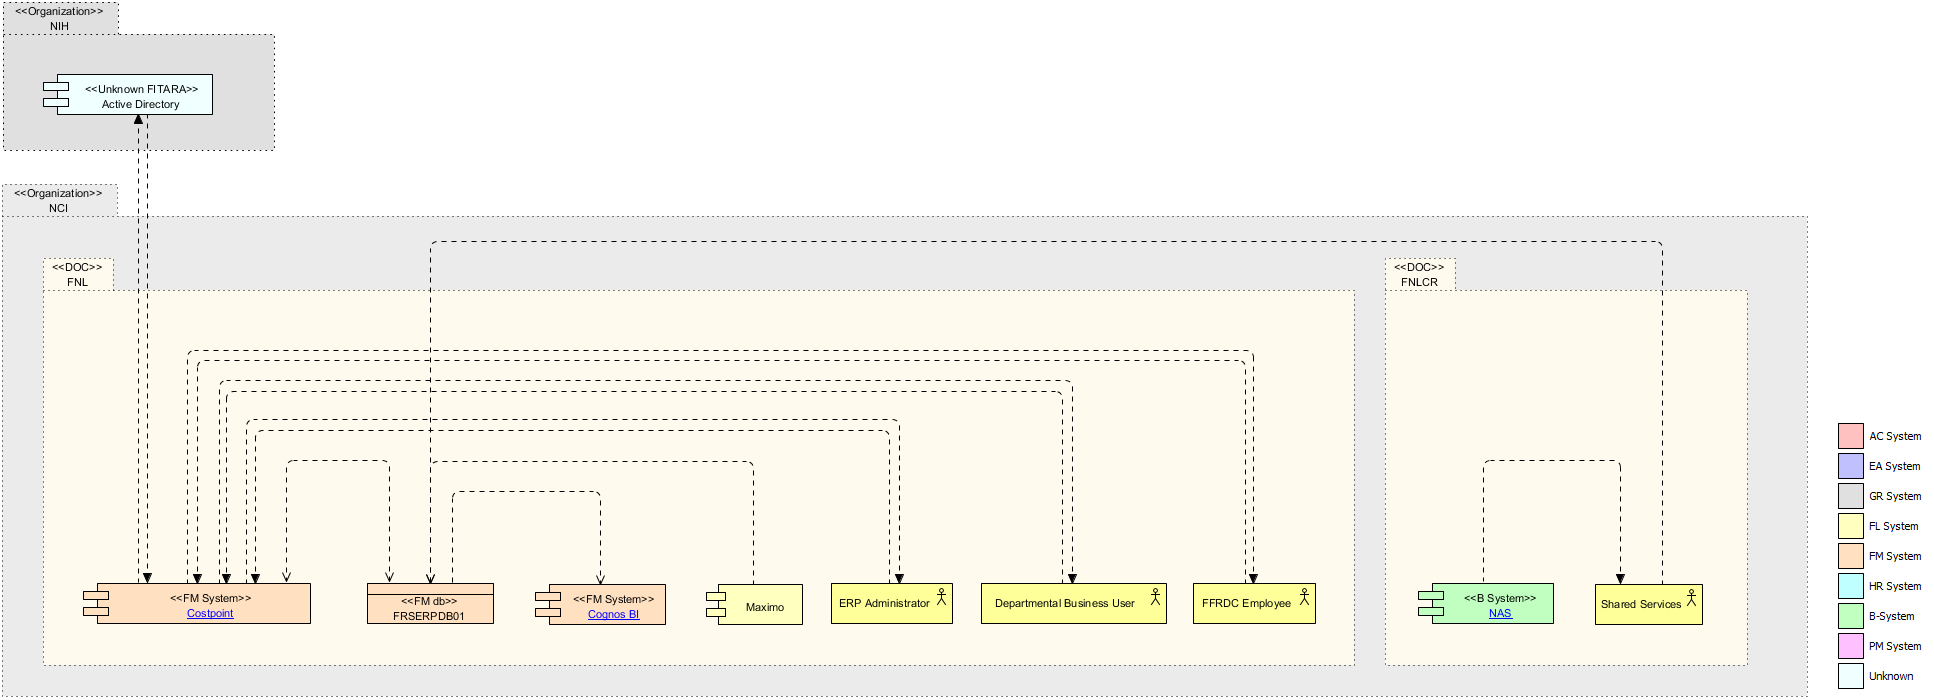 <<Organization>>
NIH
<<Unknown FITARA>>
Active Directory
<<Organization>>
NCI
<<DOC>>
FNL
<<DOC>>
FNLCR
<<FM System>>
Costpoint
<<FM db>>
FRSERPDB01
<<FM System>>
Cognos BI
Maximo
ERP Administrator
Departmental Business User
FFRDC Employee
<<B System>>
NAS
Shared Services
AC System
EA System
GR System
FL System
FM System
HR System
B-System
PM System
Unknown